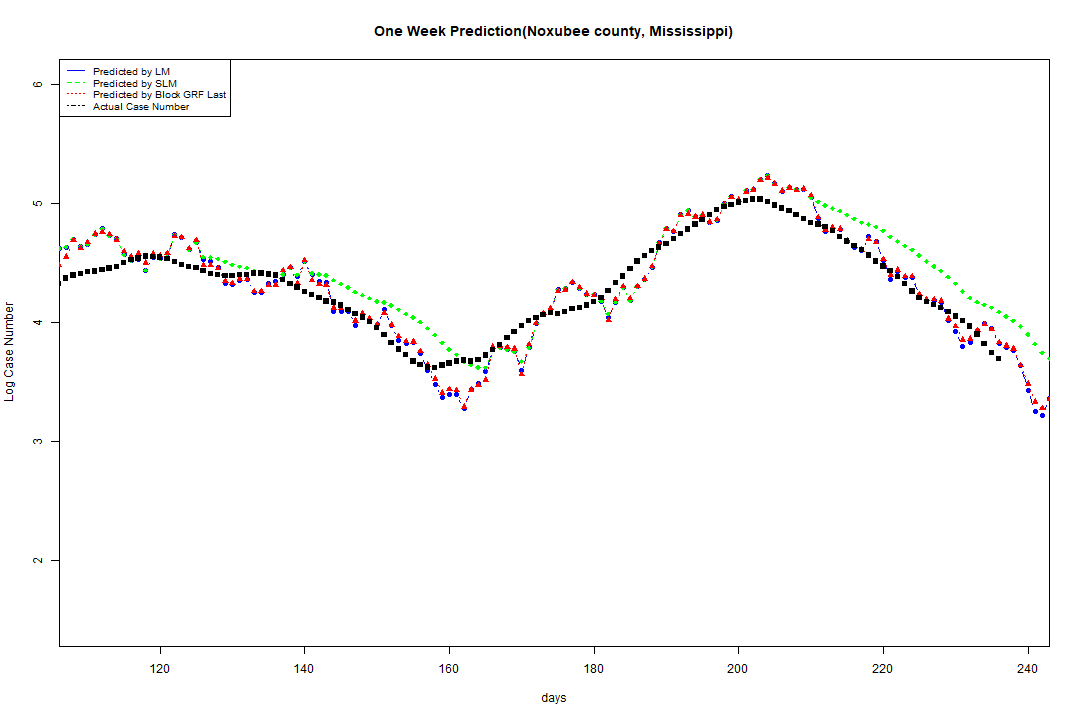 One Week Prediction(Noxubee county, Mississippi)
Predicted by LM
Predicted by SLM
Predicted by Block GRF Last
Actual Case Number
6
5
4
3
2
Log Case Number
120 140 160 180 200 220 240
days